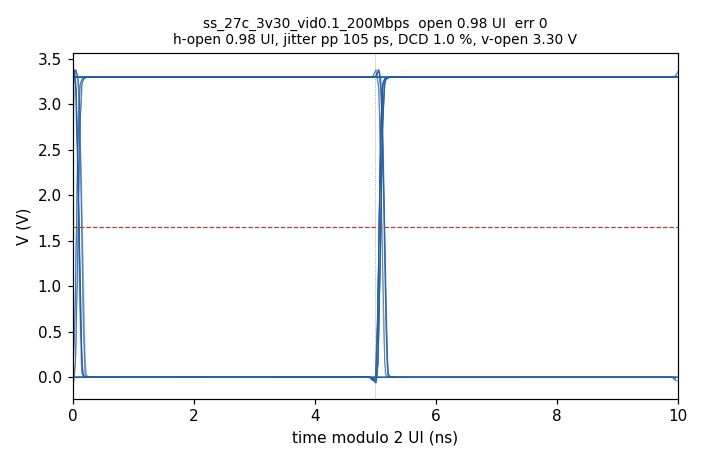 ss_27c_3v30_vid0.1_200Mbps  open 0.98 UI  err 0
h-open 0.98 UI, jitter pp 105 ps, DCD 1.0 %, v-open 3.30 V
3.5
3.0
2.5
2.0
1.5
1.0
0.5
0.0
V (V)
0 2 4 6 8 10
time modulo 2 UI (ns)